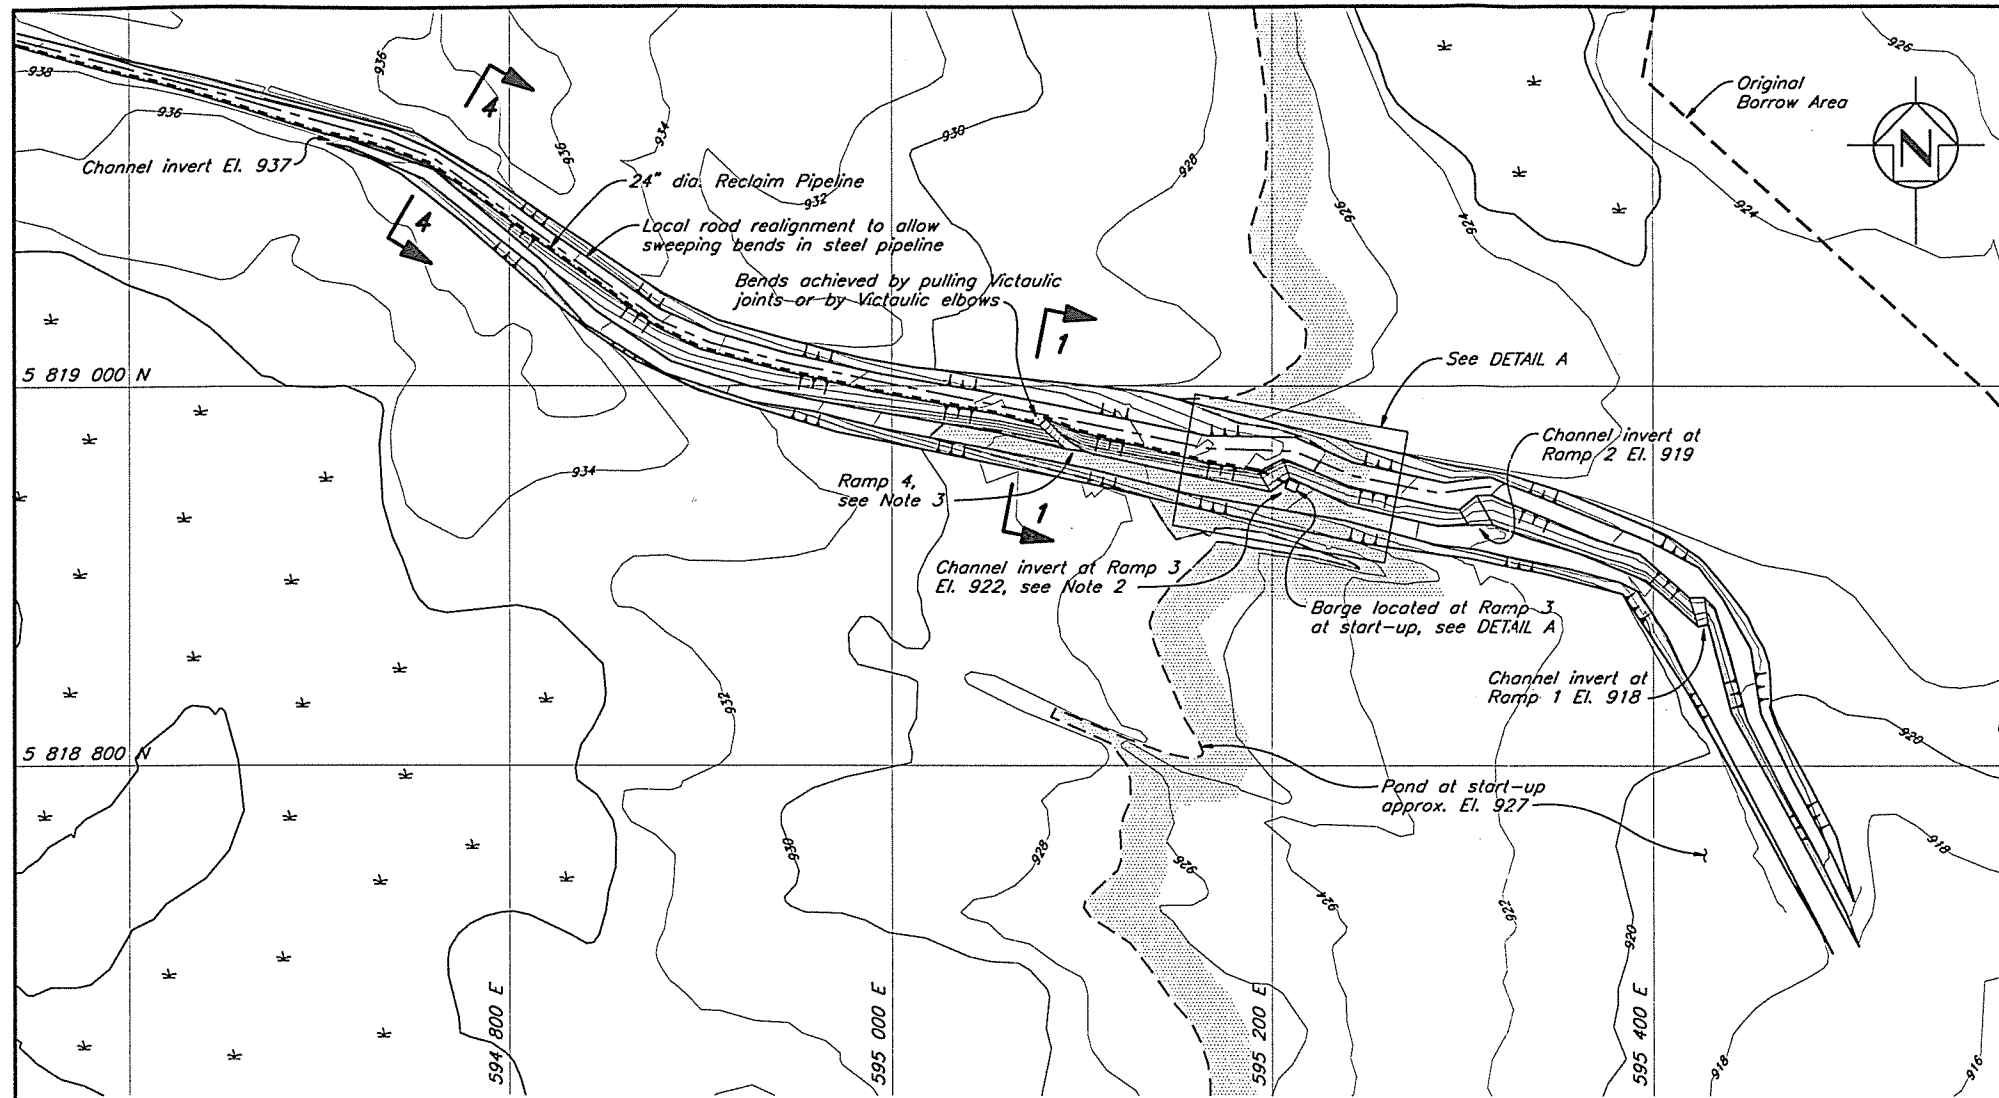 938
936
936
4
936
934
930
928
926
924
926
924
Original
Borrow Area
N
Channel invert El. 937
24" dia. Reclaim Pipeline
932
4
Local road realignment to allow
sweeping bends in steel pipeline
Bends achieved by pulling Victaulic
joints or by Victaulic elbows
1
See DETAIL A
5 819 000 N
934
Ramp 4,
see Note 3
1
Channel invert at
Ramp 2 El. 919
Channel invert at Ramp 3
El. 922, see Note 2
Barge located at Ramp 3
at start-up, see DETAIL A
Channel invert at
Ramp 1 El. 918
932
920
5 818 800 N
Pond at start-up
approx. El. 927
930
928
926
924
922
920
918
594 800 E
595 000 E
595 200 E
595 400 E
918
916